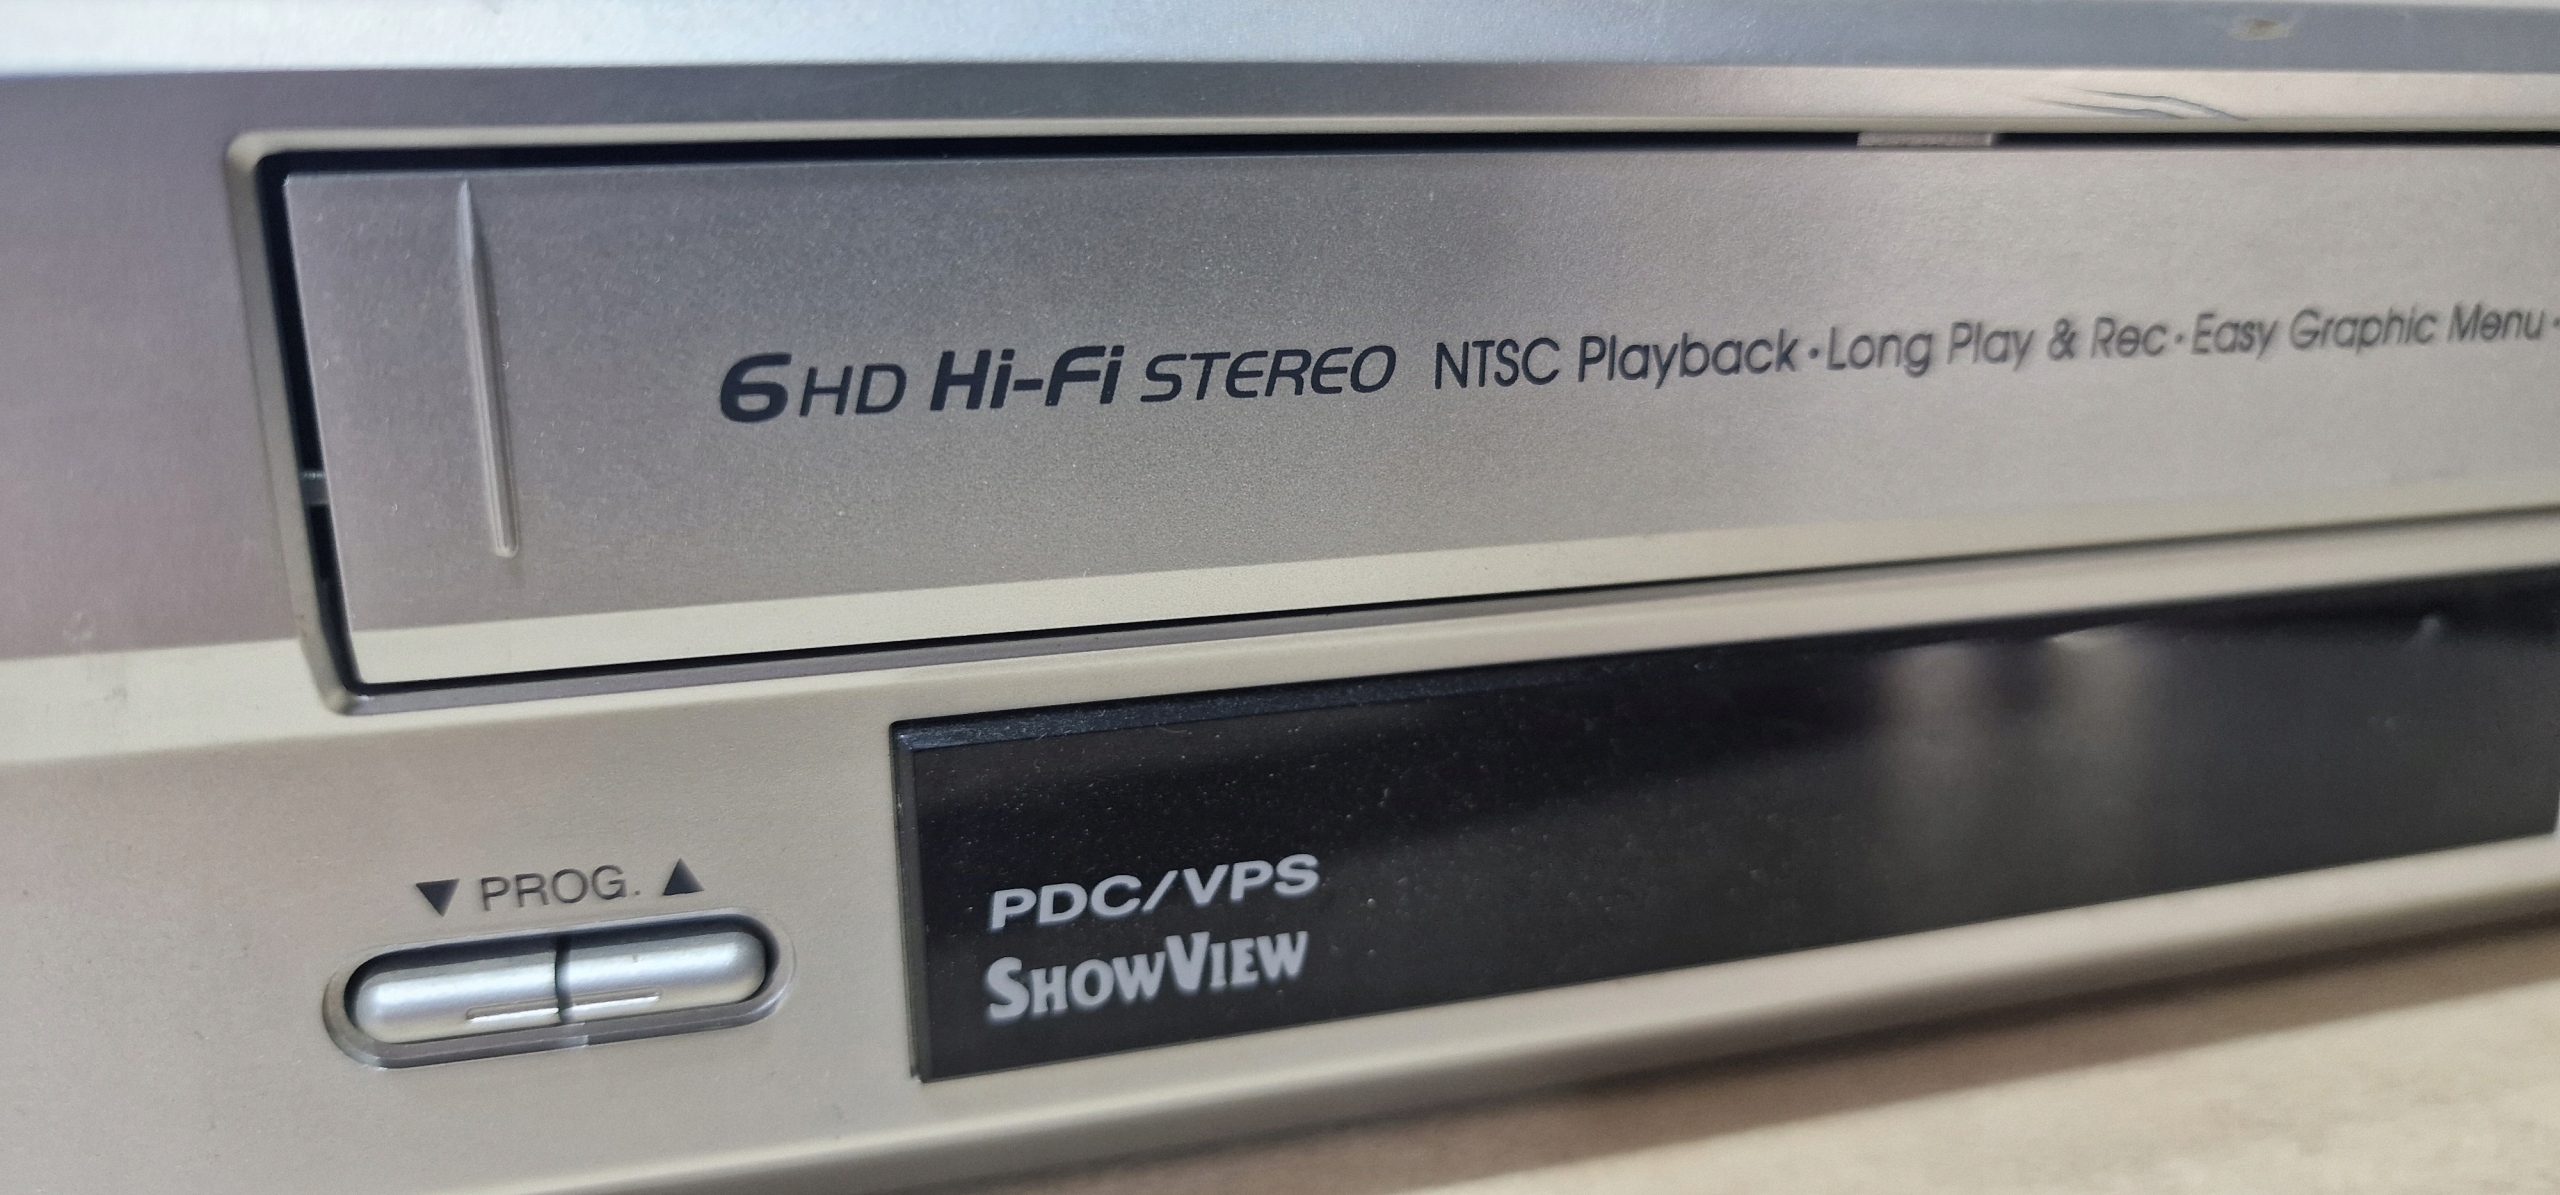 6HD Hi-Fi STEREO NTSC Playback·Long Play & Rec·Easy Graphic Menu·
▼ PROG. ▲
PDC/VPS
SHOWVIEW